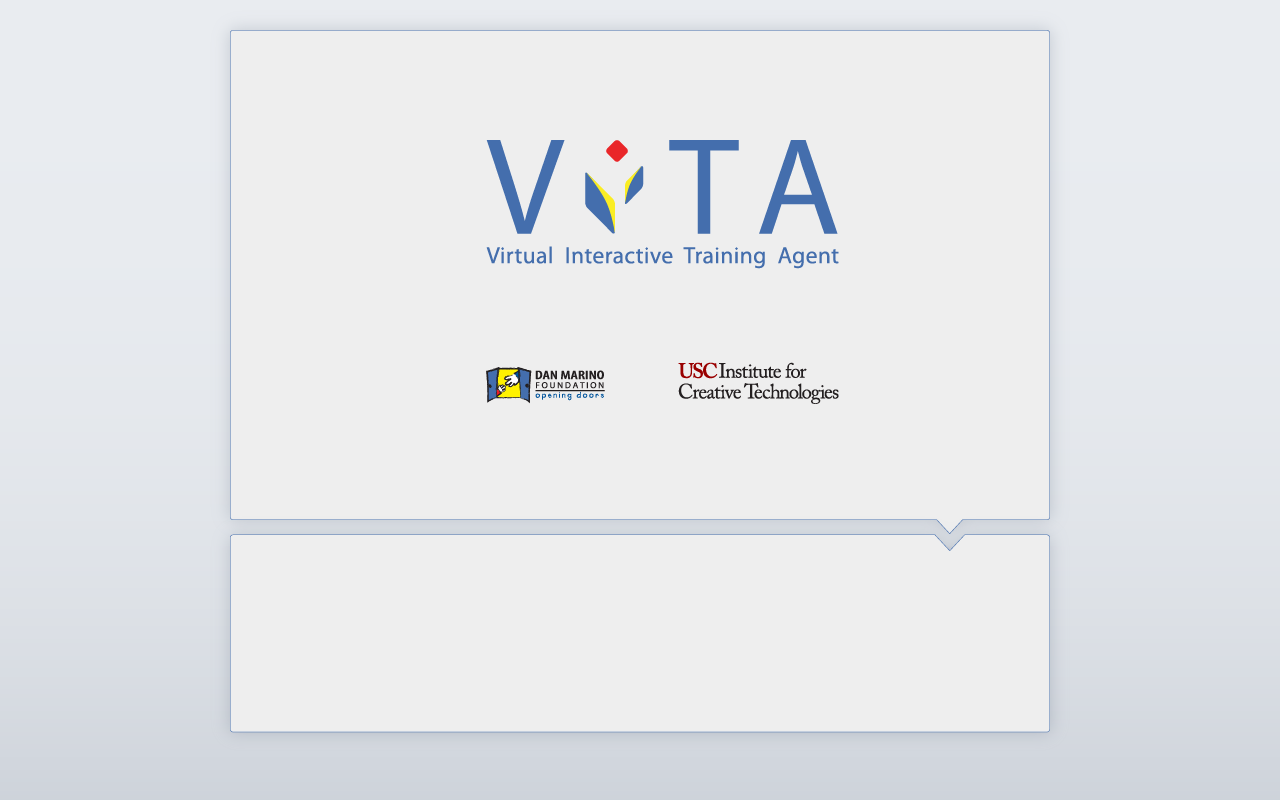 ViTA
Virtual Interactive Training Agent
DAN MARINO
FOUNDATION
opening doors
USC Institute for
Creative Technologies